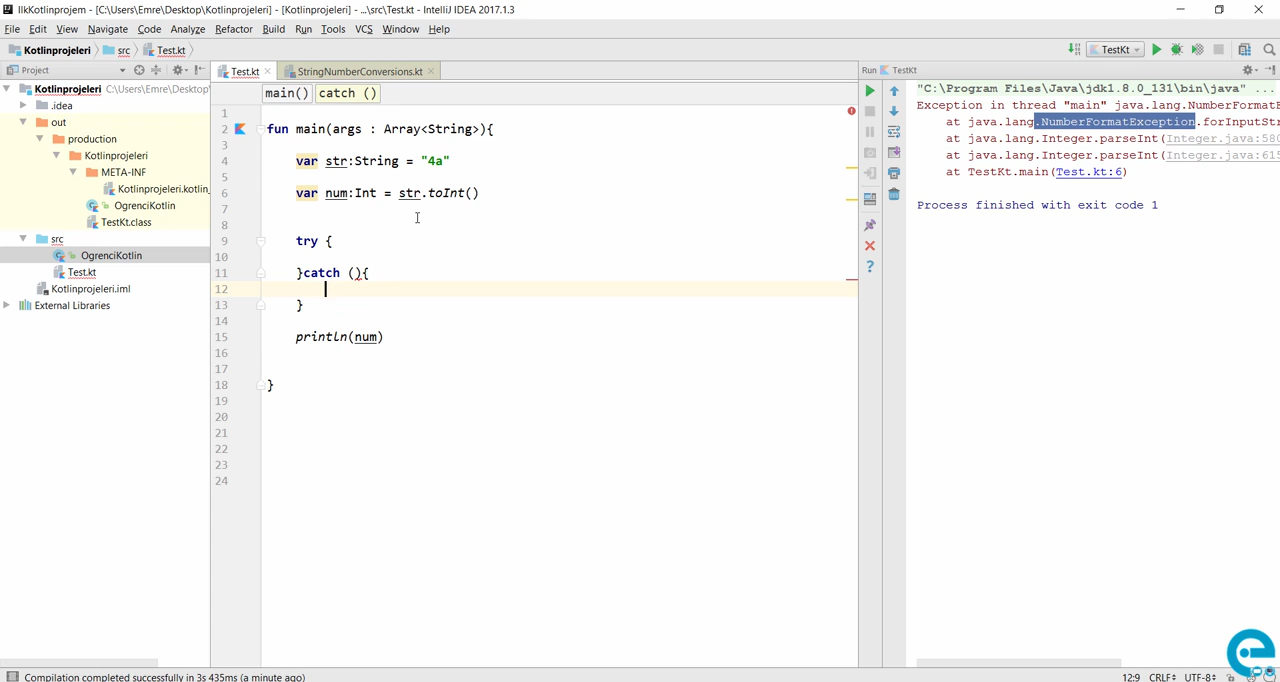 IlkKotlinprojem - [C:\Users\Emre\Desktop\Kotlinprojeleri] - [Kotlinprojeleri] - ...\src\Test.kt - IntelliJ IDEA 2017.1.3
File Edit View Navigate Code Analyze Refactor Build Run Tools VCS Window Help
Kotlinprojeleri src Test.kt TestKt
Project Test.kt StringNumberConversions.kt Run TestKt
Kotlinprojeleri C:\Users\Emre\Desktop\
.idea
out
production
Kotlinprojeleri
META-INF
Kotlinprojeleri.kotlin_
OgrenciKotlin
TestKt.class
src
OgrenciKotlin
Test.kt
Kotlinprojeleri.iml
External Libraries
main() catch ()
1
2 fun main(args : Array<String>){
3
4 var str:String = "4a"
5
6 var num:Int = str.toInt()
7
8
9 try {
10
11 }catch (){
12
13 }
14
15 println(num)
16
17
18 }
19
20
21
22
23
24
"C:\Program Files\Java\jdk1.8.0_131\bin\java" ...
Exception in thread "main" java.lang.NumberFormatE
at java.lang.NumberFormatException.forInputStr
at java.lang.Integer.parseInt(Integer.java:580
at java.lang.Integer.parseInt(Integer.java:615
at TestKt.main(Test.kt:6)
Process finished with exit code 1
Compilation completed successfully in 3s 435ms (a minute ago) 12:9 CRLF UTF-8